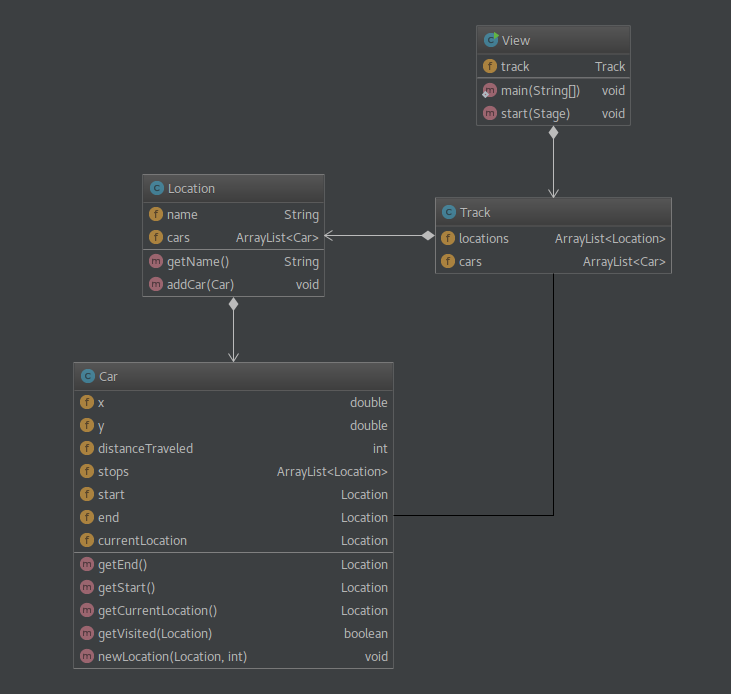 View
track Track
main(String[]) void
start(Stage) void
Location
name String
cars ArrayList<Car>
getName() String
addCar(Car) void
Track
locations ArrayList<Location>
cars ArrayList<Car>
Car
x double
y double
distanceTraveled int
stops ArrayList<Location>
start Location
end Location
currentLocation Location
getEnd() Location
getStart() Location
getCurrentLocation() Location
getVisited(Location) boolean
newLocation(Location, int) void